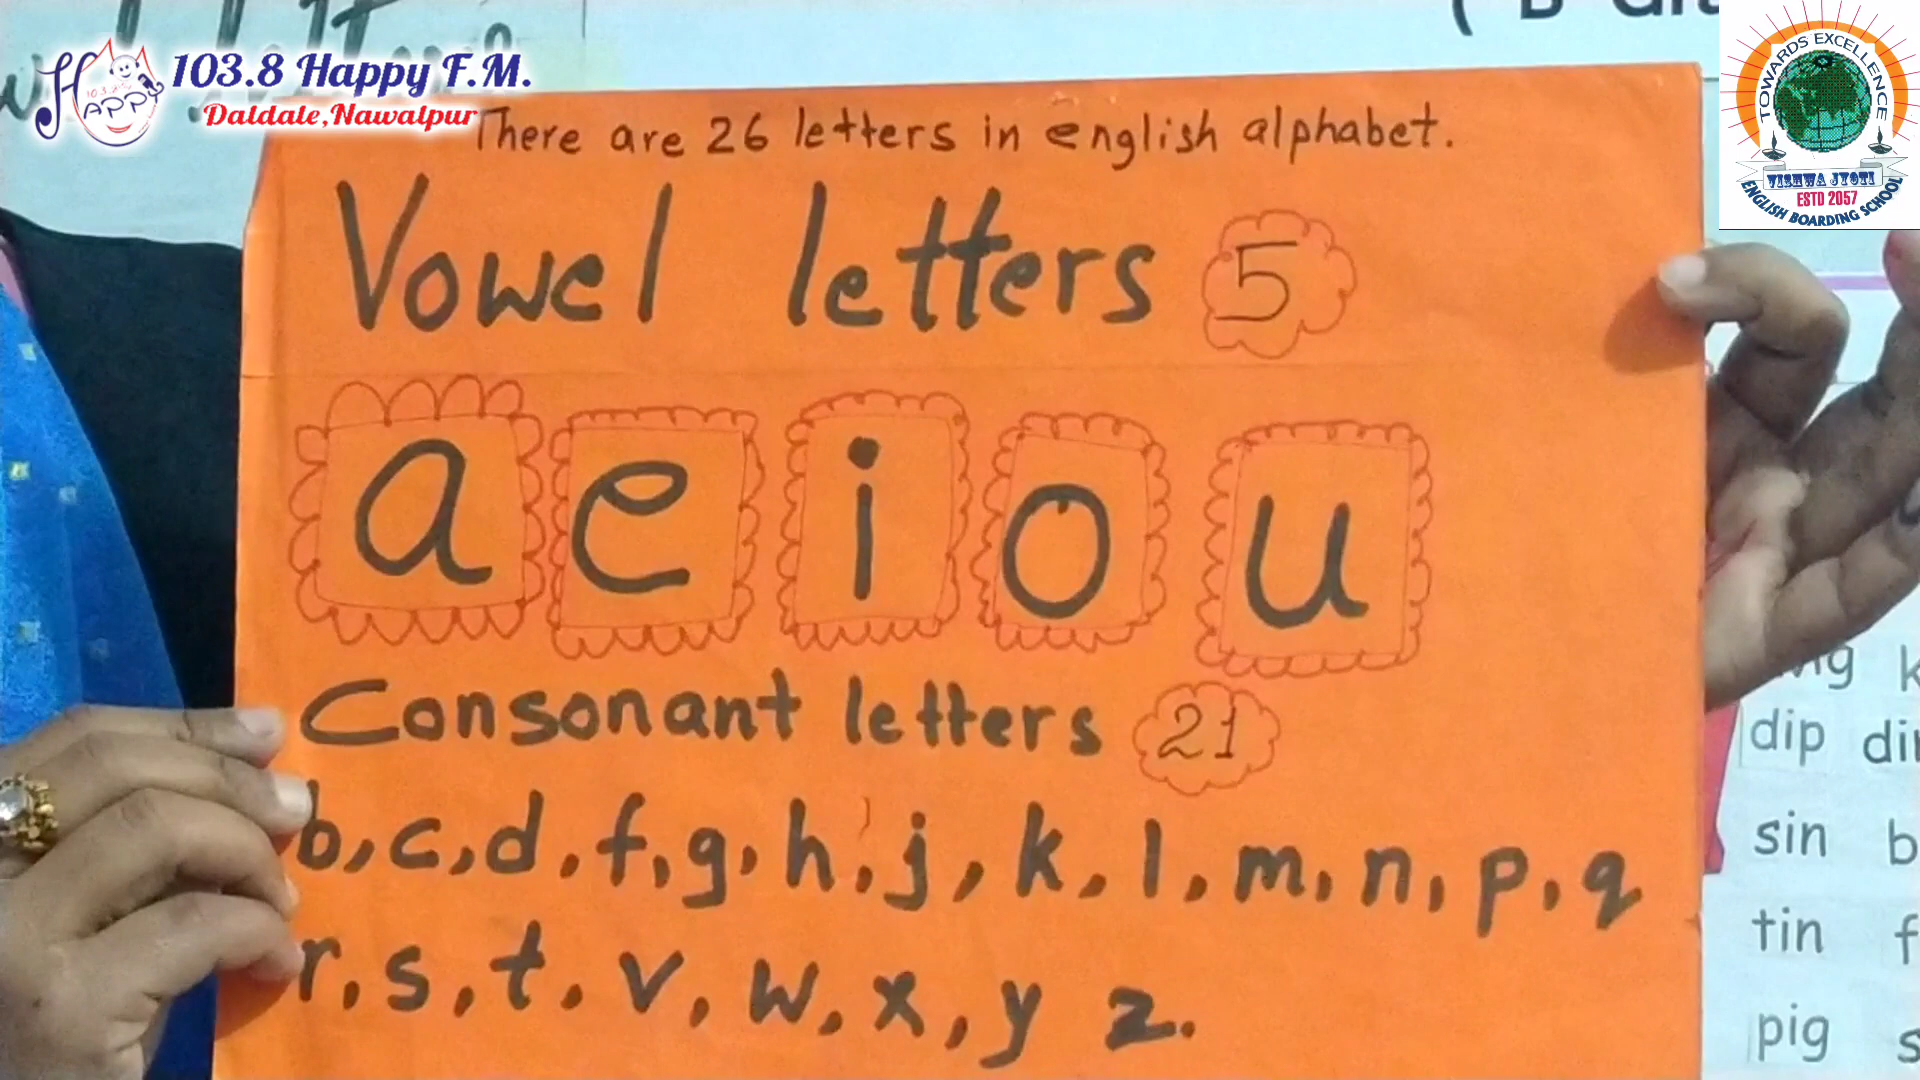 103.8 Happy F.M.
Daldale,Nawalpur
HAPPY
TOWARDS EXCELLENCE
VISHWA JYOTI
ESTD 2057
ENGLISH BOARDING SCHOOL
There are 26 letters in english alphabet.
Vowel letters 5
a e i o u
Consonant letters 21
b, c, d, f, g, h, j, k, l, m, n, p, q
r, s, t, v, w, x, y z.
dip
sin
tin
pig